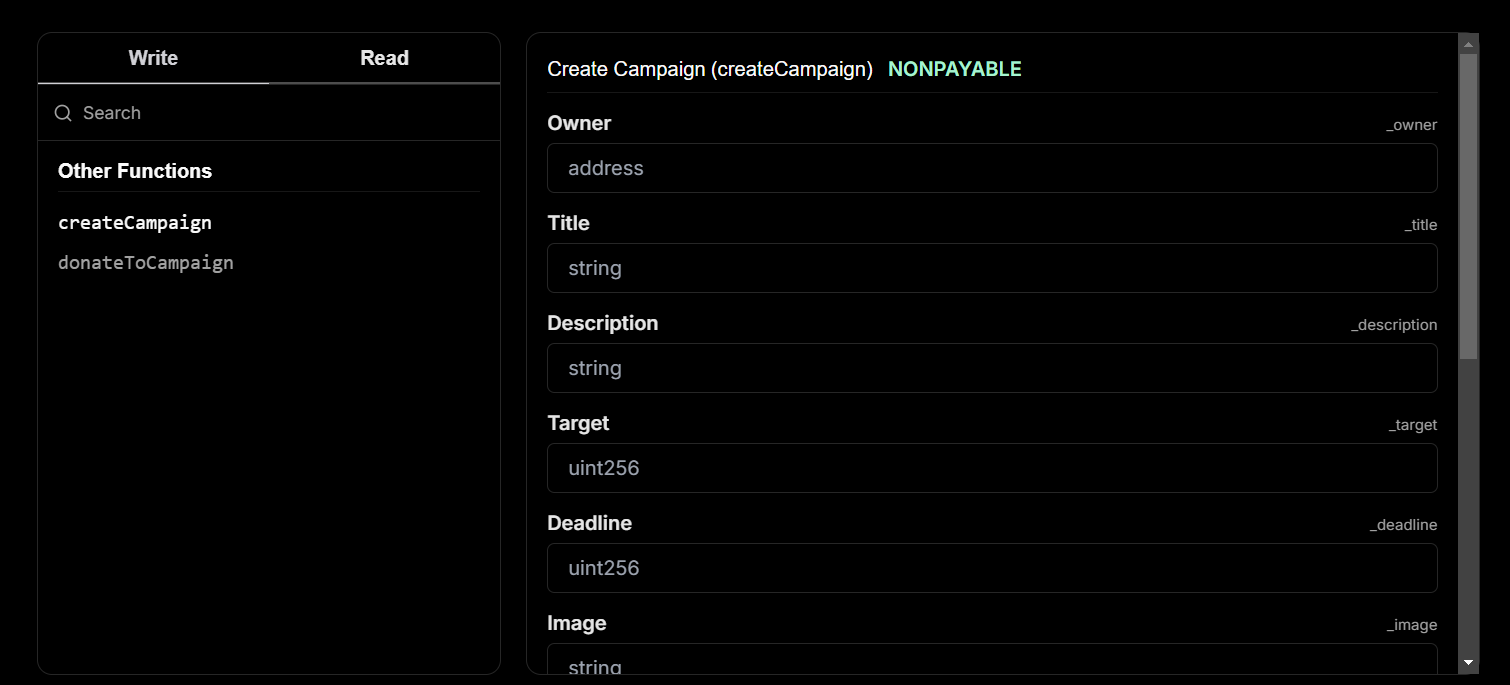 Write
Read
Search
Other Functions
createCampaign
donateToCampaign
Create Campaign (createCampaign) NONPAYABLE
Owner
_owner
address
Title
_title
string
Description
_description
string
Target
_target
uint256
Deadline
_deadline
uint256
Image
_image
string